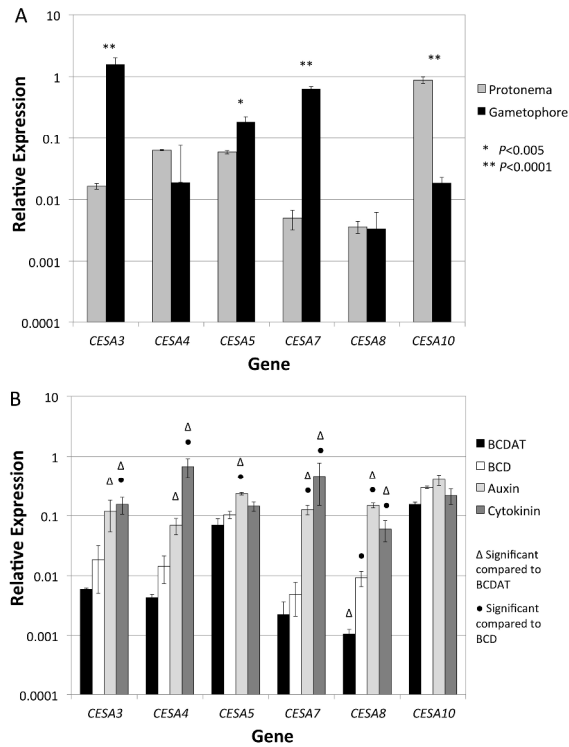 A
10
1
0.1
0.01
0.001
0.0001
Relative Expression
** * ** **
CESA3 CESA4 CESA5 CESA7 CESA8 CESA10
Gene
Protonema
Gametophore
* P<0.005
** P<0.0001
B
10
1
0.1
0.01
0.001
0.0001
Relative Expression
CESA3 CESA4 CESA5 CESA7 CESA8 CESA10
Gene
BCDAT
BCD
Auxin
Cytokinin
Δ Significant
compared to
BCDAT
● Significant
compared to
BCD